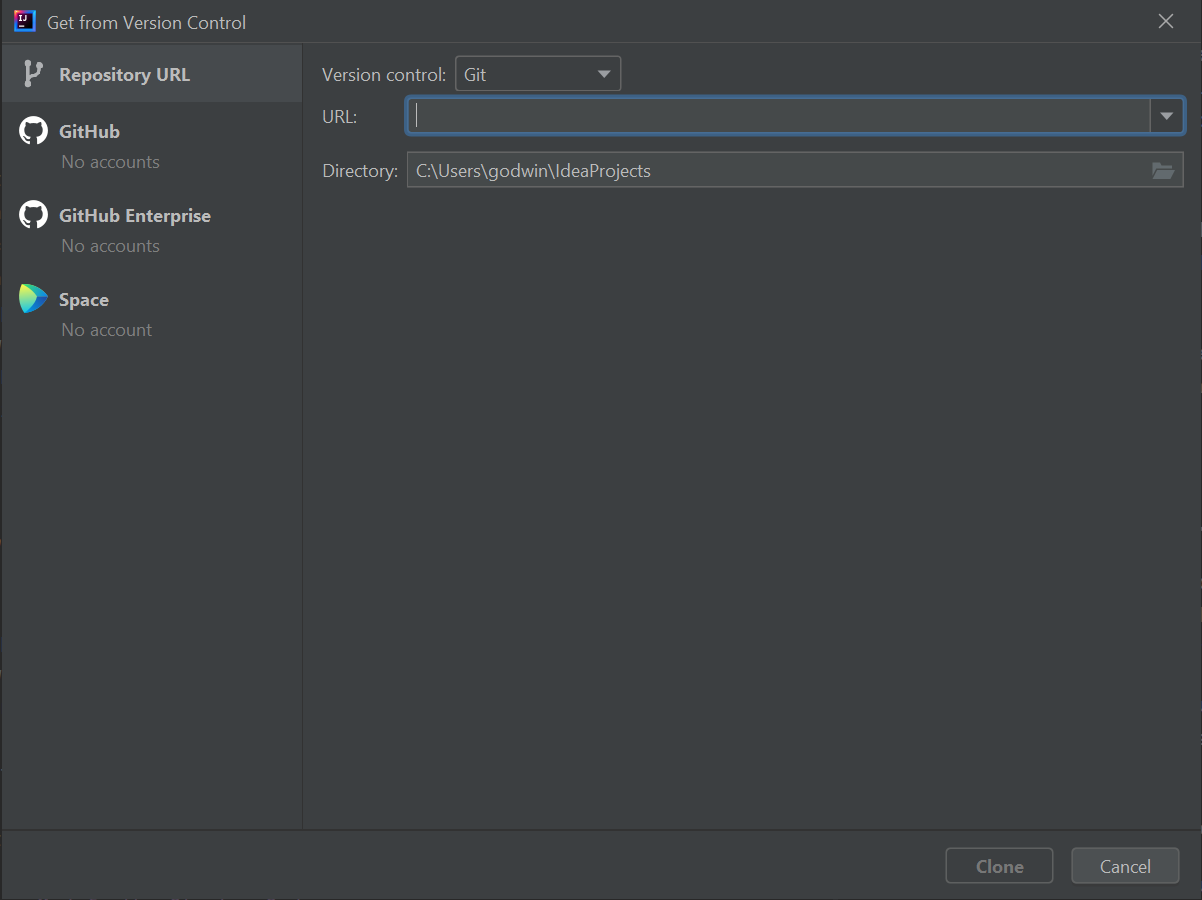 IJ
Get from Version Control
Repository URL
GitHub
No accounts
GitHub Enterprise
No accounts
Space
No account
Version control: Git
URL:
Directory: C:\Users\godwin\IdeaProjects
Clone
Cancel